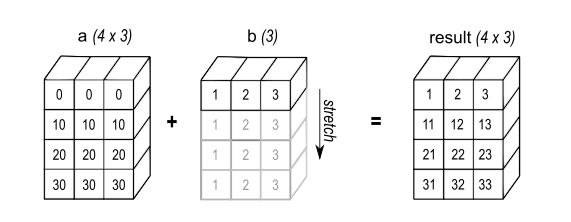 a (4 x 3) b (3) result (4 x 3)
0 0 0 1 2 3 1 2 3
10 10 10 + 1 2 3 stretch = 11 12 13
20 20 20 1 2 3 21 22 23
30 30 30 1 2 3 31 32 33